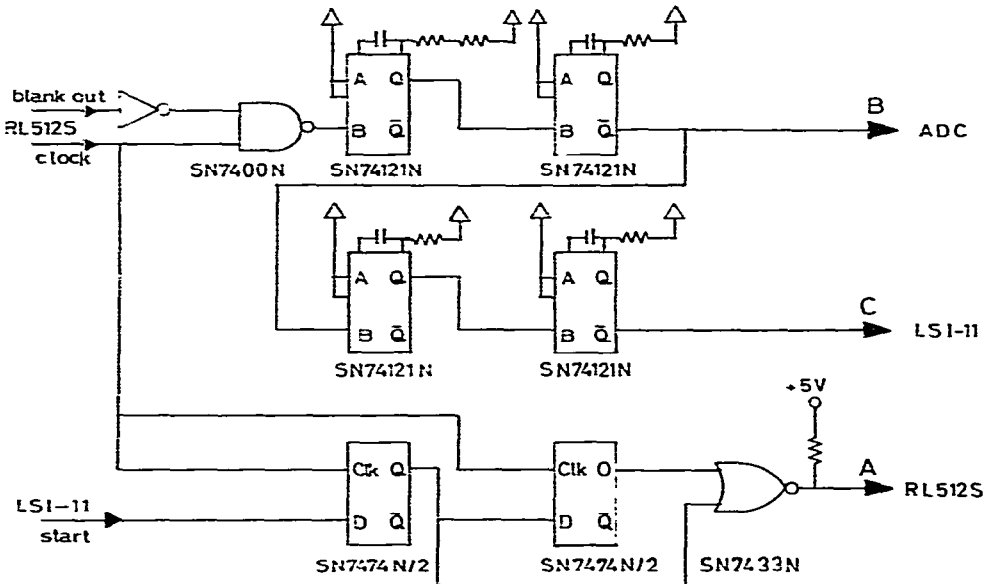 blank out
RL512S
clock
SN7400N
A Q
B Q̅
SN74121N
A Q
B Q̅
SN74121N
B
ADC
A Q
B Q̅
SN74121N
A Q
B Q̅
SN74121N
C
LSI-11
+5V
Clk Q
D Q̅
SN7474N/2
Clk Q
D Q̅
SN7474N/2
SN7433N
A
RL512S
LSI-11
start